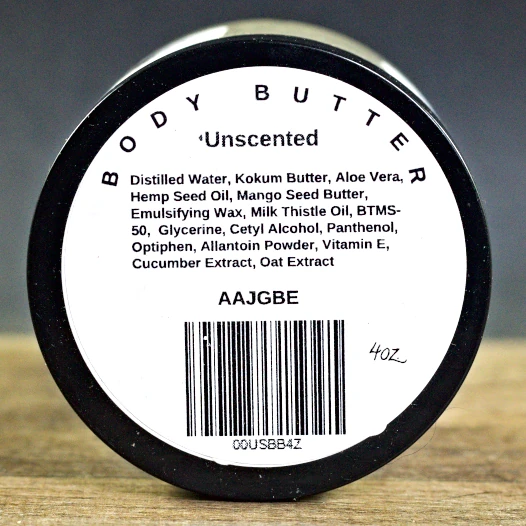 BODY BUTTER
Unscented
Distilled Water, Kokum Butter, Aloe Vera,
Hemp Seed Oil, Mango Seed Butter,
Emulsifying Wax, Milk Thistle Oil, BTMS-
50, Glycerine, Cetyl Alcohol, Panthenol,
Optiphen, Allantoin Powder, Vitamin E,
Cucumber Extract, Oat Extract
AAJGBE
4oz
00USBB4Z